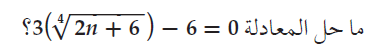 ما حل المعادلة 3(∜(2n + 6)) − 6 = 0؟